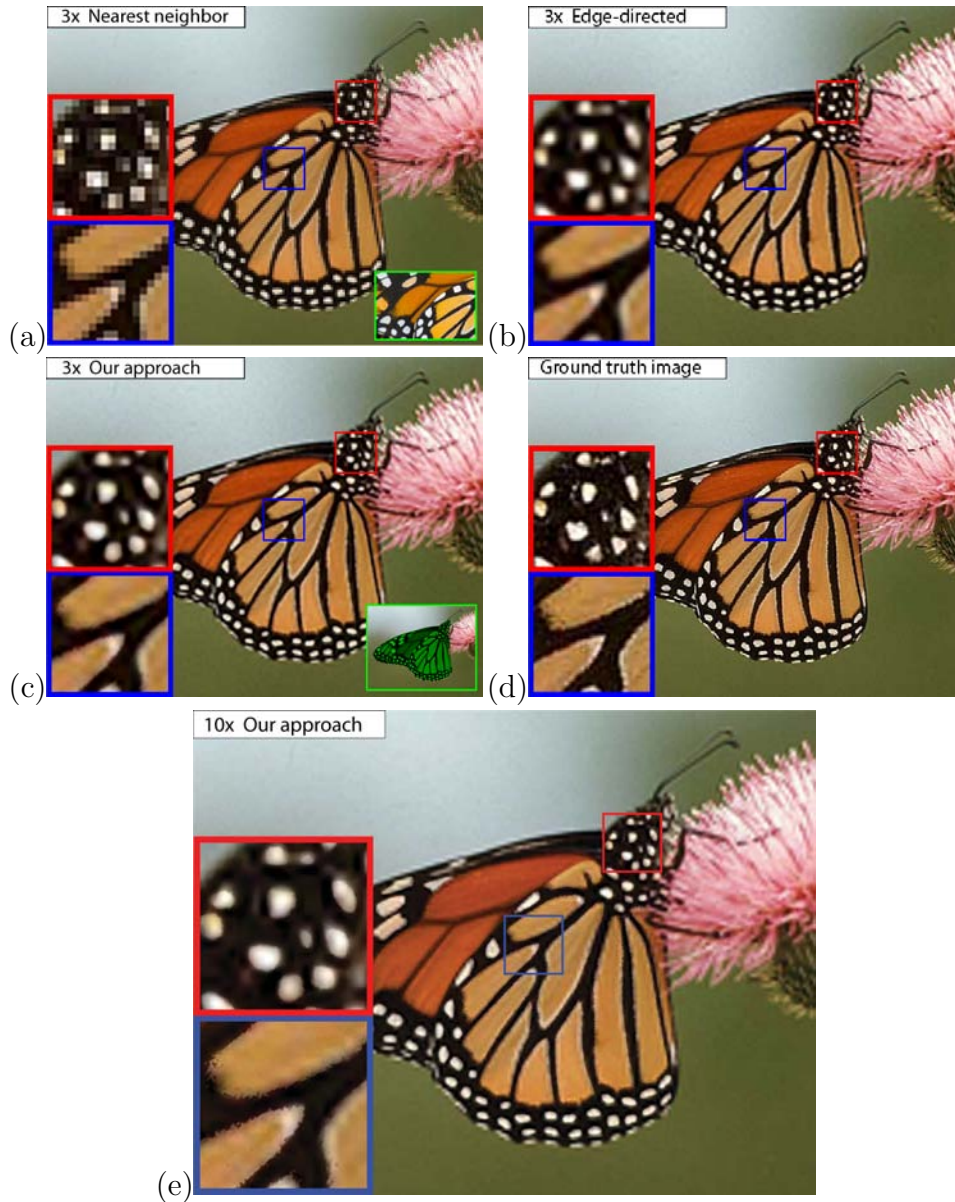 3x Nearest neighbor
3x Edge-directed
(a)
(b)
3x Our approach
Ground truth image
(c)
(d)
10x Our approach
(e)